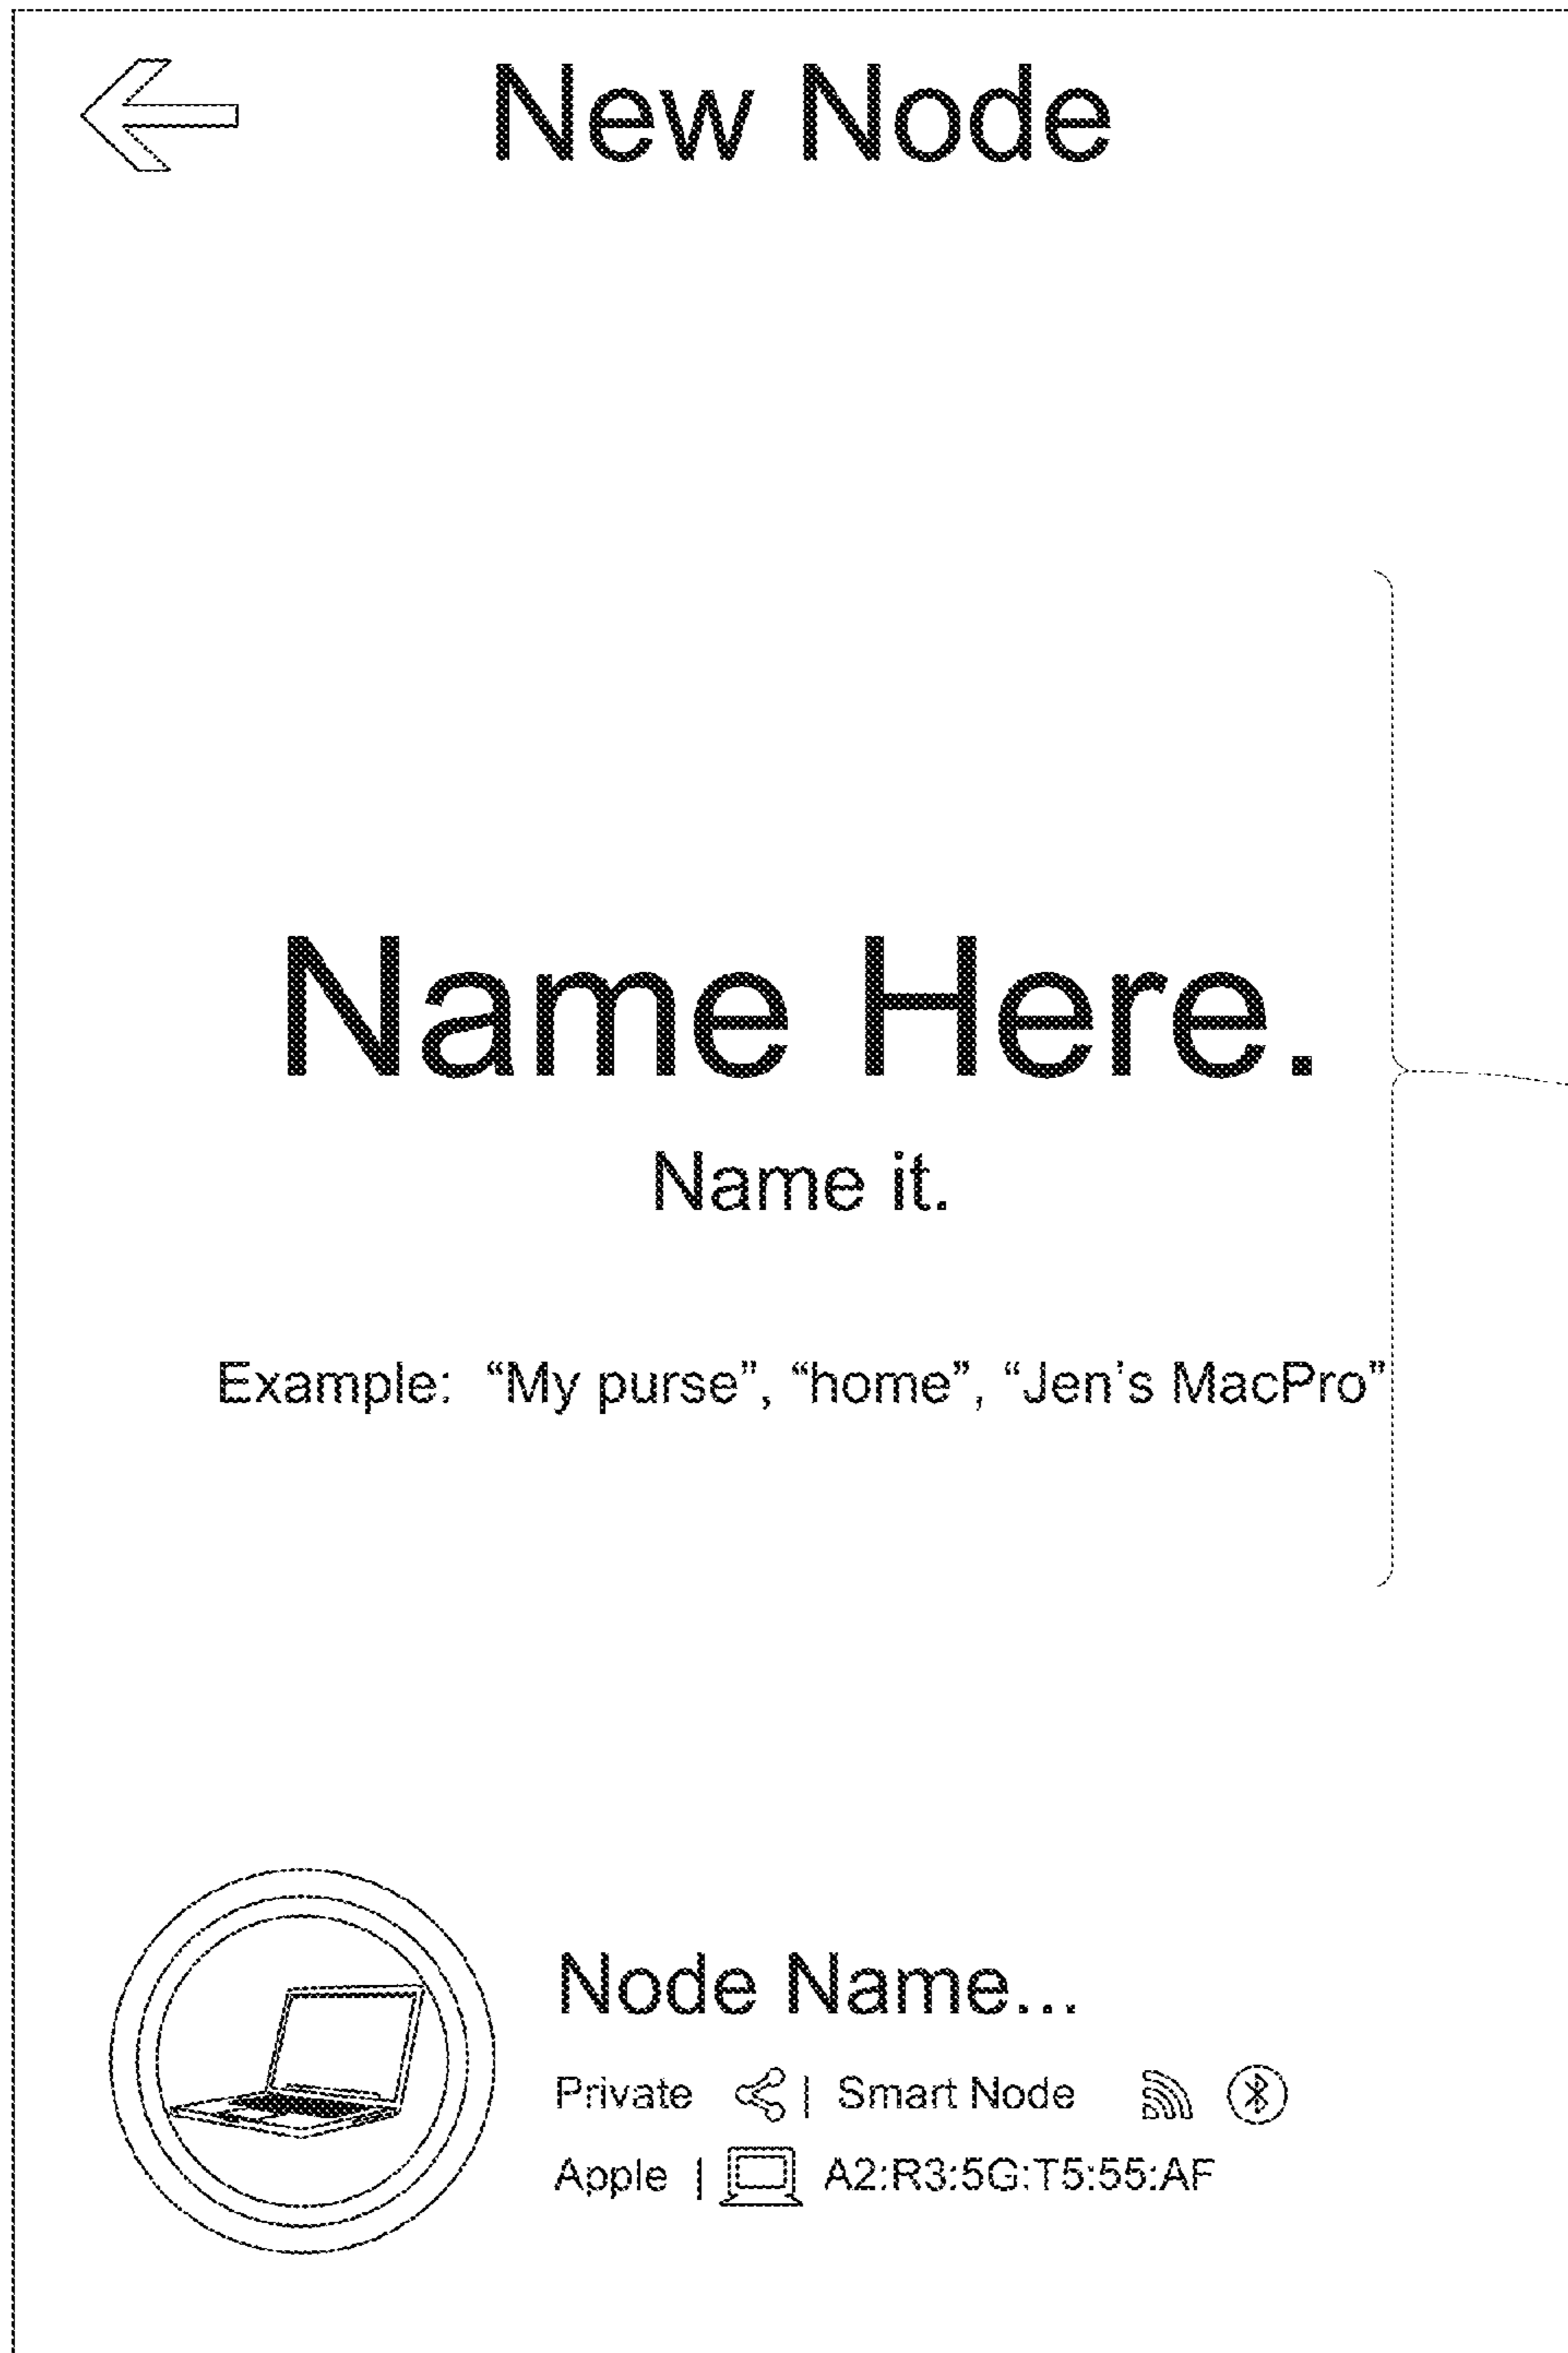 New Node
Name Here.
Name it.
Example: “My purse”, “home”, “Jen’s MacPro”
Node Name...
Private | Smart Node
Apple | A2:R3:5G:T5:55:AF